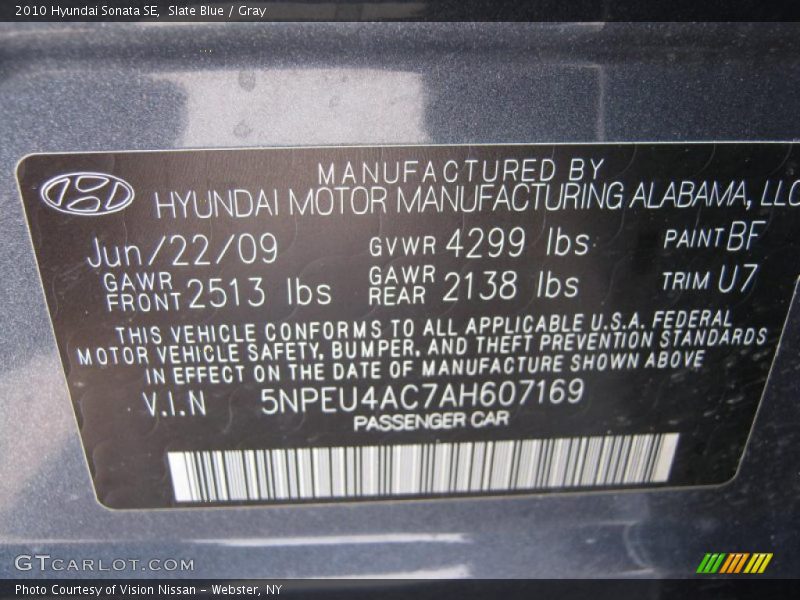 2010 Hyundai Sonata SE,  Slate Blue / Gray
MANUFACTURED BY
HYUNDAI MOTOR MANUFACTURING ALABAMA, LLC
Jun/22/09 GVWR 4299 lbs PAINT BF
GAWR FRONT 2513 lbs GAWR REAR 2138 lbs TRIM U7
THIS VEHICLE CONFORMS TO ALL APPLICABLE U.S.A. FEDERAL
MOTOR VEHICLE SAFETY, BUMPER, AND THEFT PREVENTION STANDARDS
IN EFFECT ON THE DATE OF MANUFACTURE SHOWN ABOVE
V.I.N 5NPEU4AC7AH607169
PASSENGER CAR
GTCARLOT.COM
Photo Courtesy of Vision Nissan - Webster, NY